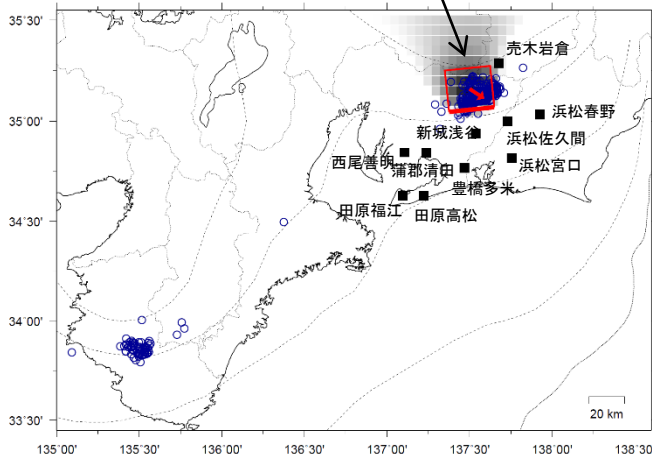 35˚30'
売木岩倉
浜松春野
35˚00'
新城浅谷
浜松佐久間
西尾善明
蒲郡清田
浜松宮口
豊橋多米
田原福江
田原高松
34˚30'
34˚00'
33˚30'
20 km
135˚00'
135˚30'
136˚00'
136˚30'
137˚00'
137˚30'
138˚00'
138˚30'